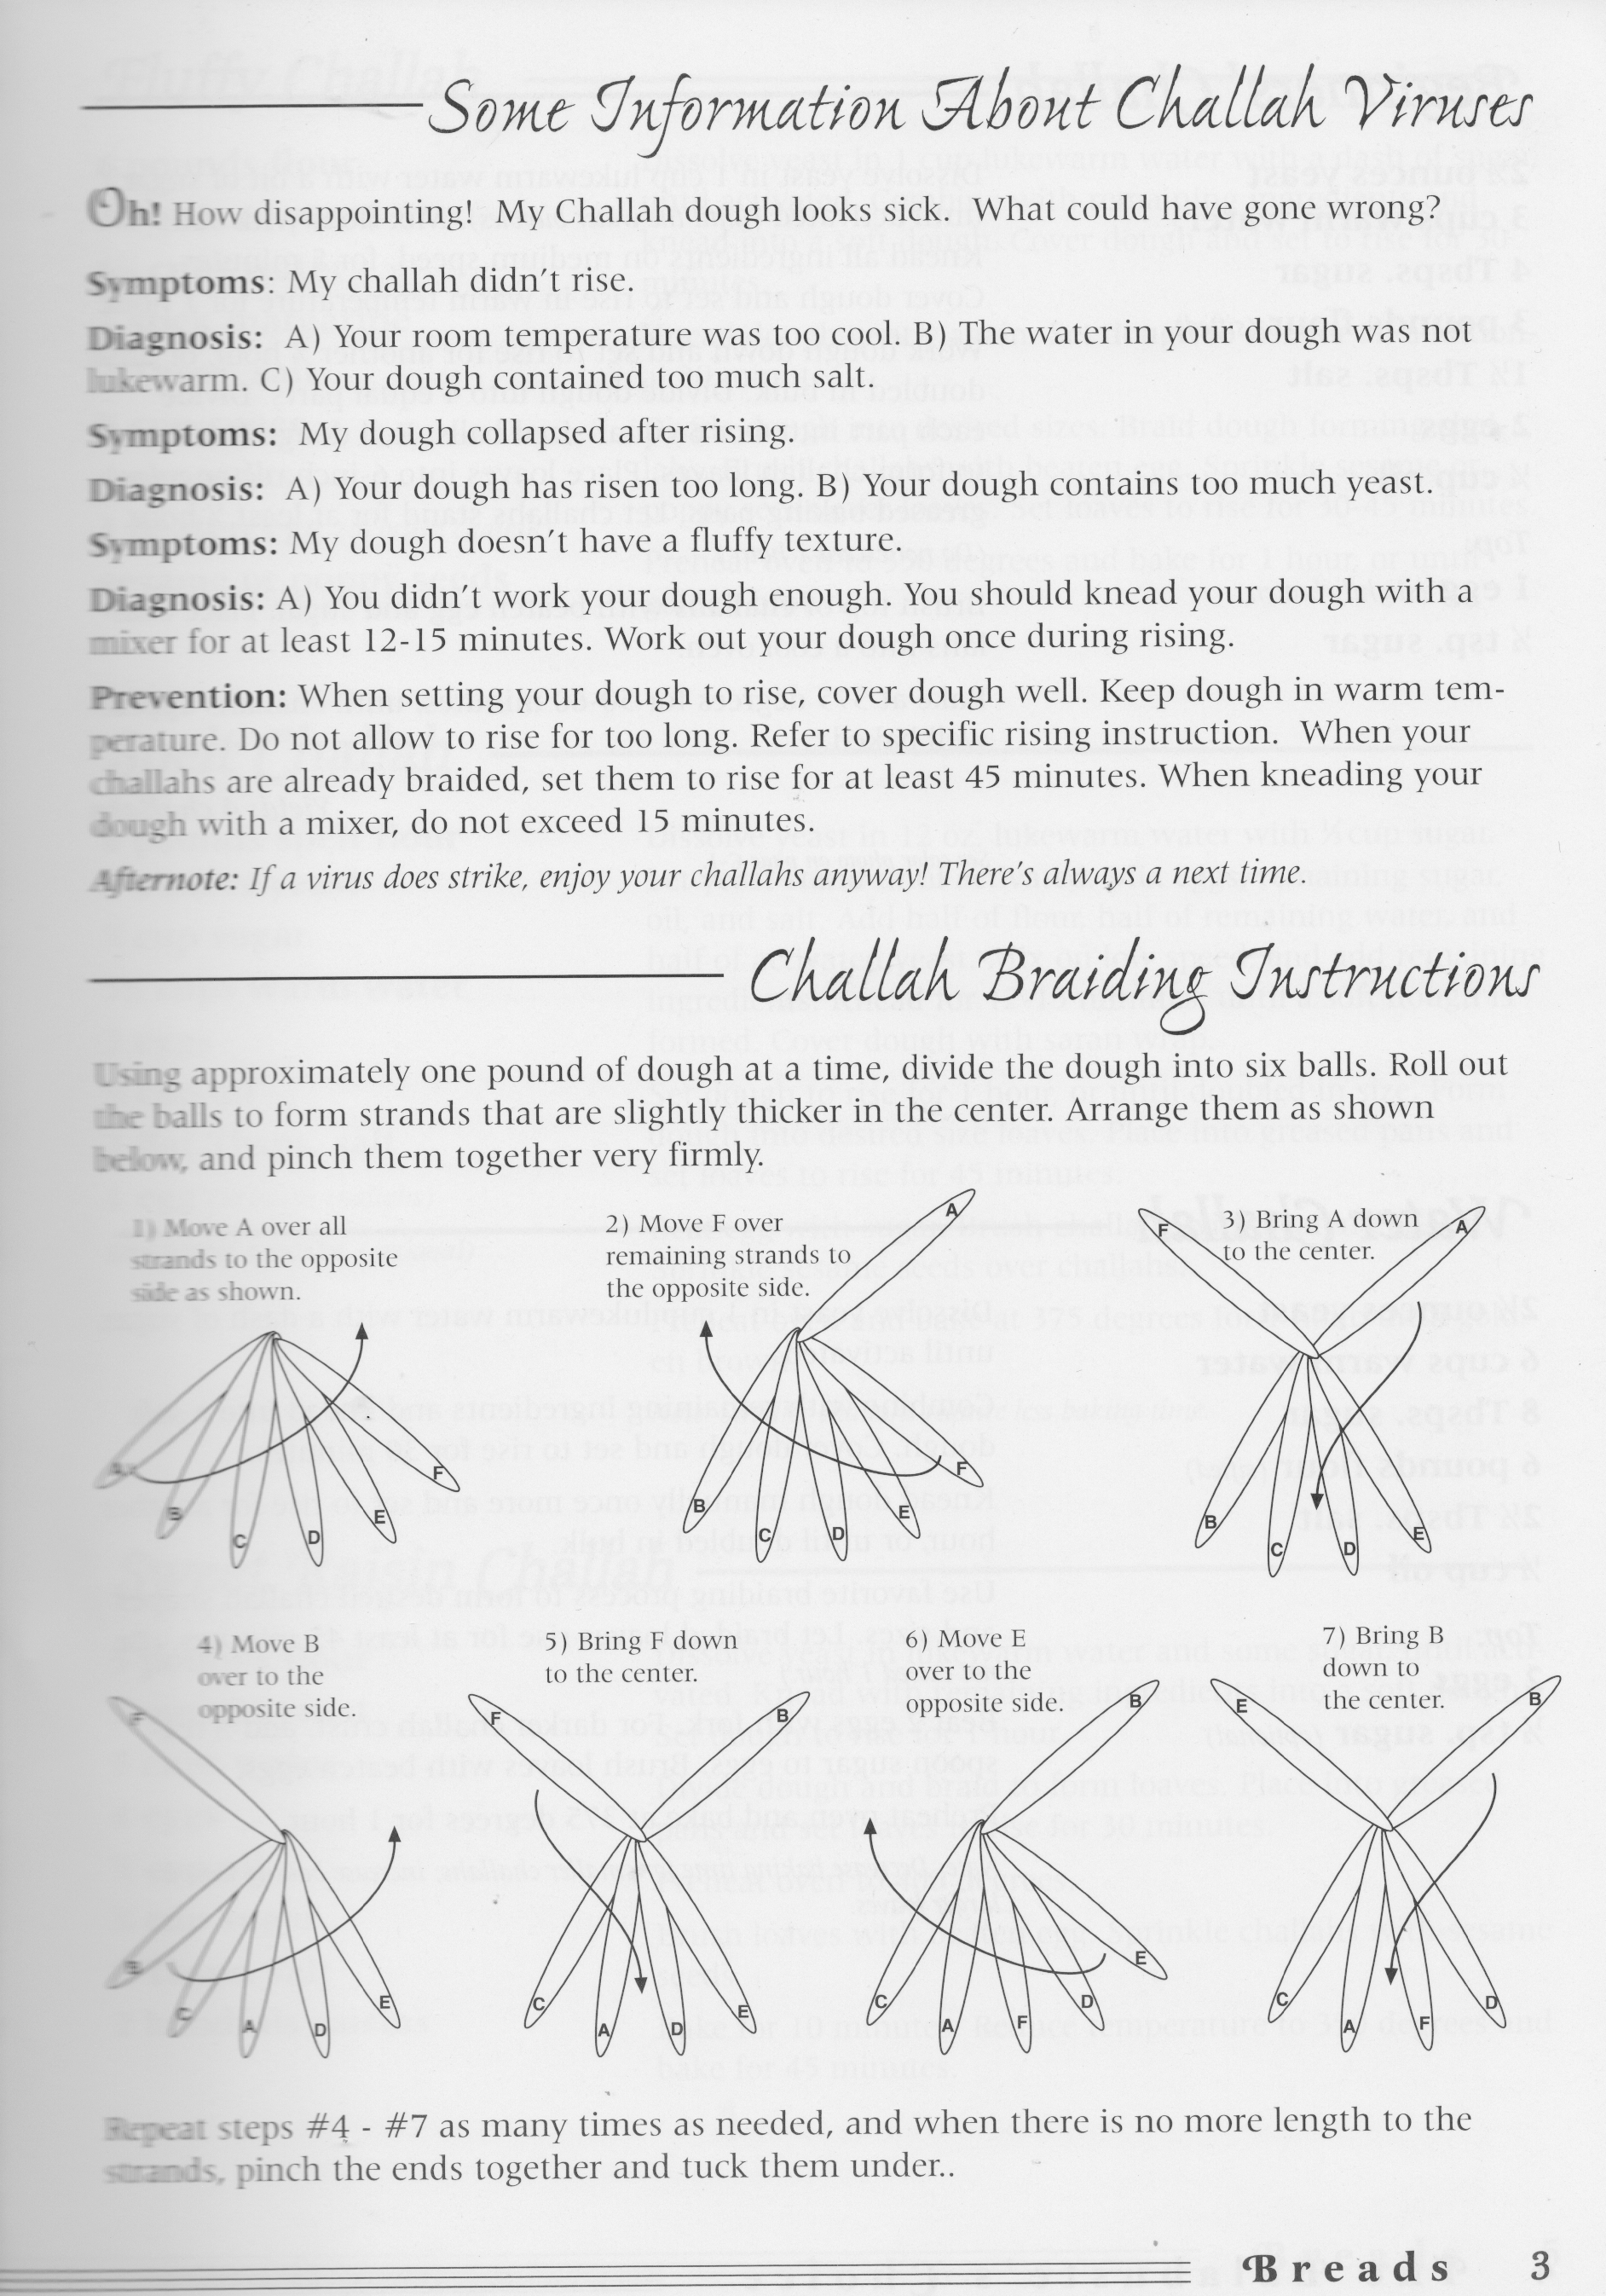 Some Information About Challah Viruses
Oh! How disappointing! My Challah dough looks sick. What could have gone wrong?
Symptoms: My challah didn't rise.
Diagnosis: A) Your room temperature was too cool. B) The water in your dough was not
lukewarm. C) Your dough contained too much salt.
Symptoms: My dough collapsed after rising.
Diagnosis: A) Your dough has risen too long. B) Your dough contains too much yeast.
Symptoms: My dough doesn't have a fluffy texture.
Diagnosis: A) You didn't work your dough enough. You should knead your dough with a
mixer for at least 12-15 minutes. Work out your dough once during rising.
Prevention: When setting your dough to rise, cover dough well. Keep dough in warm tem-
perature. Do not allow to rise for too long. Refer to specific rising instruction. When your
challahs are already braided, set them to rise for at least 45 minutes. When kneading your
dough with a mixer, do not exceed 15 minutes.
Afternote: If a virus does strike, enjoy your challahs anyway! There's always a next time.
Challah Braiding Instructions
Using approximately one pound of dough at a time, divide the dough into six balls. Roll out
the balls to form strands that are slightly thicker in the center. Arrange them as shown
below, and pinch them together very firmly.
1) Move A over all
strands to the opposite
side as shown.
A
B
C
D
E
F
2) Move F over
remaining strands to
the opposite side.
A
B
C
D
E
F
3) Bring A down
to the center.
F
A
B
C
D
E
4) Move B
over to the
opposite side.
F
B
C
A
D
E
5) Bring F down
to the center.
F
B
C
A
D
E
6) Move E
over to the
opposite side.
B
C
A
F
D
E
7) Bring B
down to
the center.
E
B
C
A
F
D
Repeat steps #4 - #7 as many times as needed, and when there is no more length to the
strands, pinch the ends together and tuck them under..
Breads 3